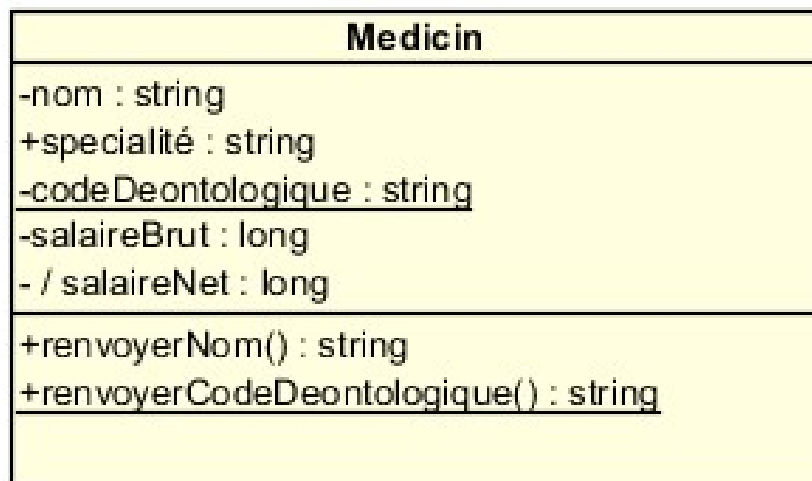 Medicin
-nom : string
+specialité : string
-codeDeontologique : string
-salaireBrut : long
- / salaireNet : long
+renvoyerNom() : string
+renvoyerCodeDeontologique() : string